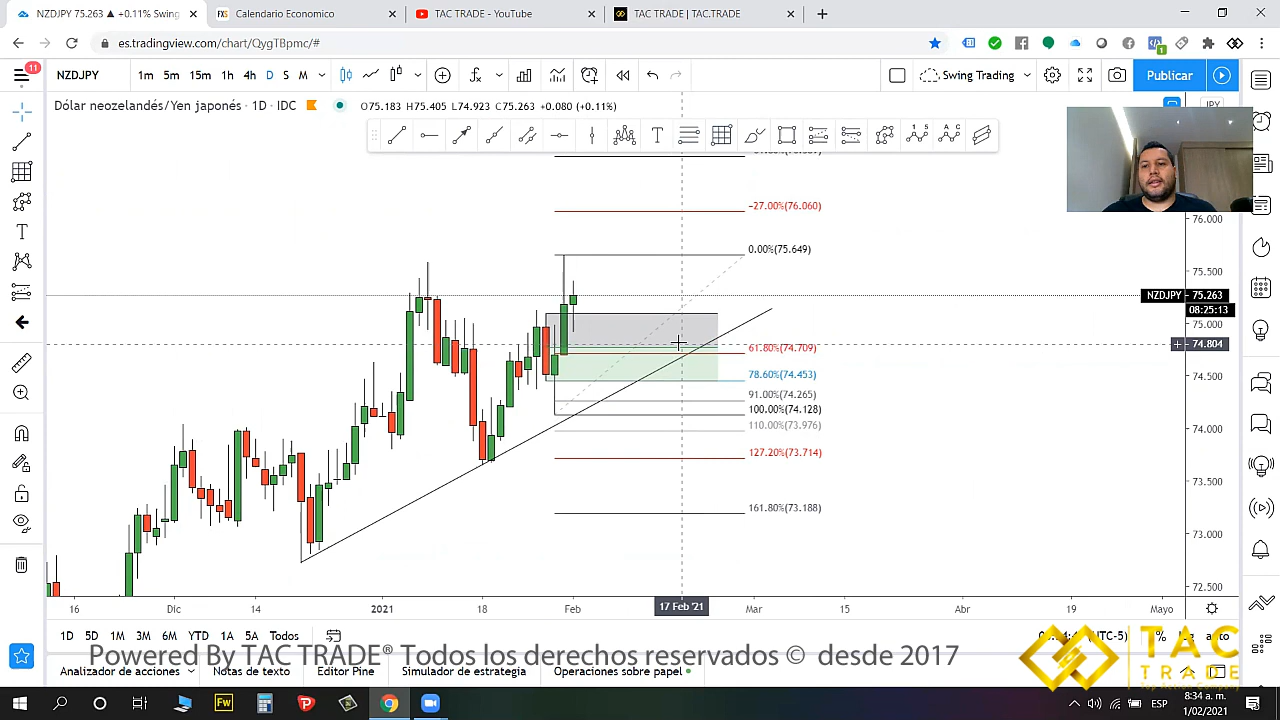 NZDJPY 75.263 ▲ +0.11% Swing
Calendario Economico
TAC TRADE - YouTube
TAC TRADE | TAC.TRADE
es.tradingview.com/chart/QygTBpmc/#
11
NZDJPY
1m 5m 15m 1h 4h D S M
Swing Trading
Publicar
Dólar neozelandés/Yen japonés · 1D · IDC
O75.183 H75.405 L74.923 C75.263 +0.080 (+0.11%)
JPY
-27.00%(76.060)
0.00%(75.649)
61.80%(74.709)
78.60%(74.453)
91.00%(74.265)
100.00%(74.128)
110.00%(73.976)
127.20%(73.714)
161.80%(73.188)
76.000
75.500
NZDJPY 75.263
08:25:13
75.000
74.804
74.500
74.000
73.500
73.000
72.500
16 Dic 14 2021 18 Feb 17 Feb '21 Mar 15 Abr 19 Mayo
1D 5D 1M 3M 6M YTD 1A 5A Todos
% auto
Powered By TAC TRADE® Todos los derechos reservados © desde 2017
TAC
TRADE
Top Action Company
Analizador de acciones
Notas de texto
Editor Pine
Simulador de estrategia
Operaciones sobre papel
Fw
ESP
8:34 a. m.
1/02/2021